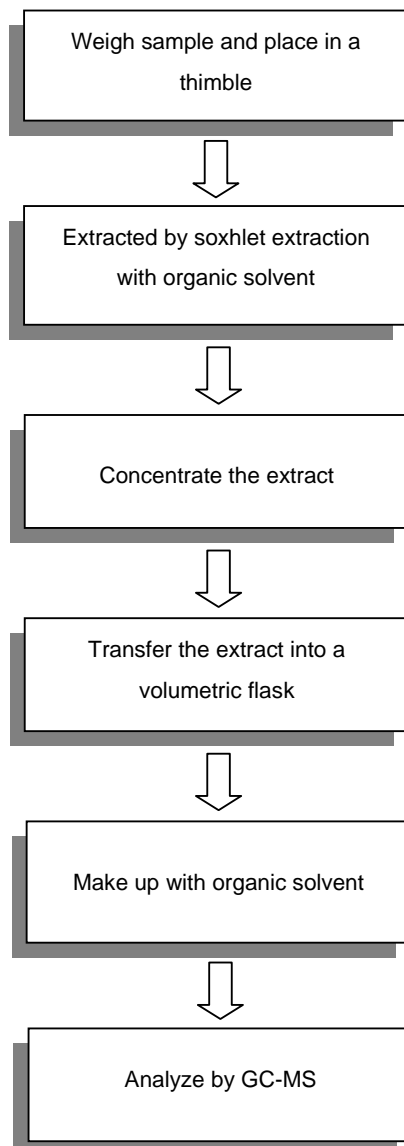 Weigh sample and place in a
thimble
Extracted by soxhlet extraction
with organic solvent
Concentrate the extract
Transfer the extract into a
volumetric flask
Make up with organic solvent
Analyze by GC-MS